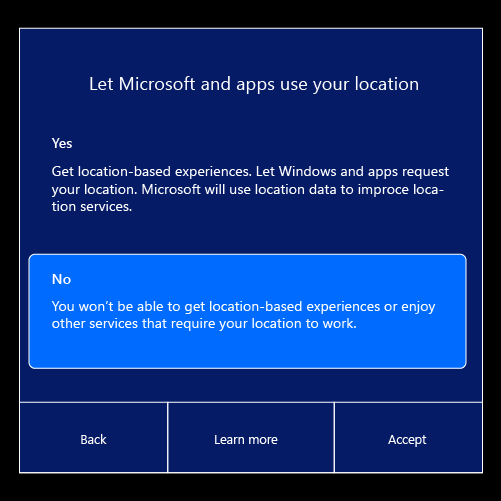 Let Microsoft and apps use your location
Yes
Get location-based experiences. Let Windows and apps request
your location. Microsoft will use location data to improce loca-
tion services.
No
You won't be able to get location-based experiences or enjoy
other services that require your location to work.
Back
Learn more
Accept